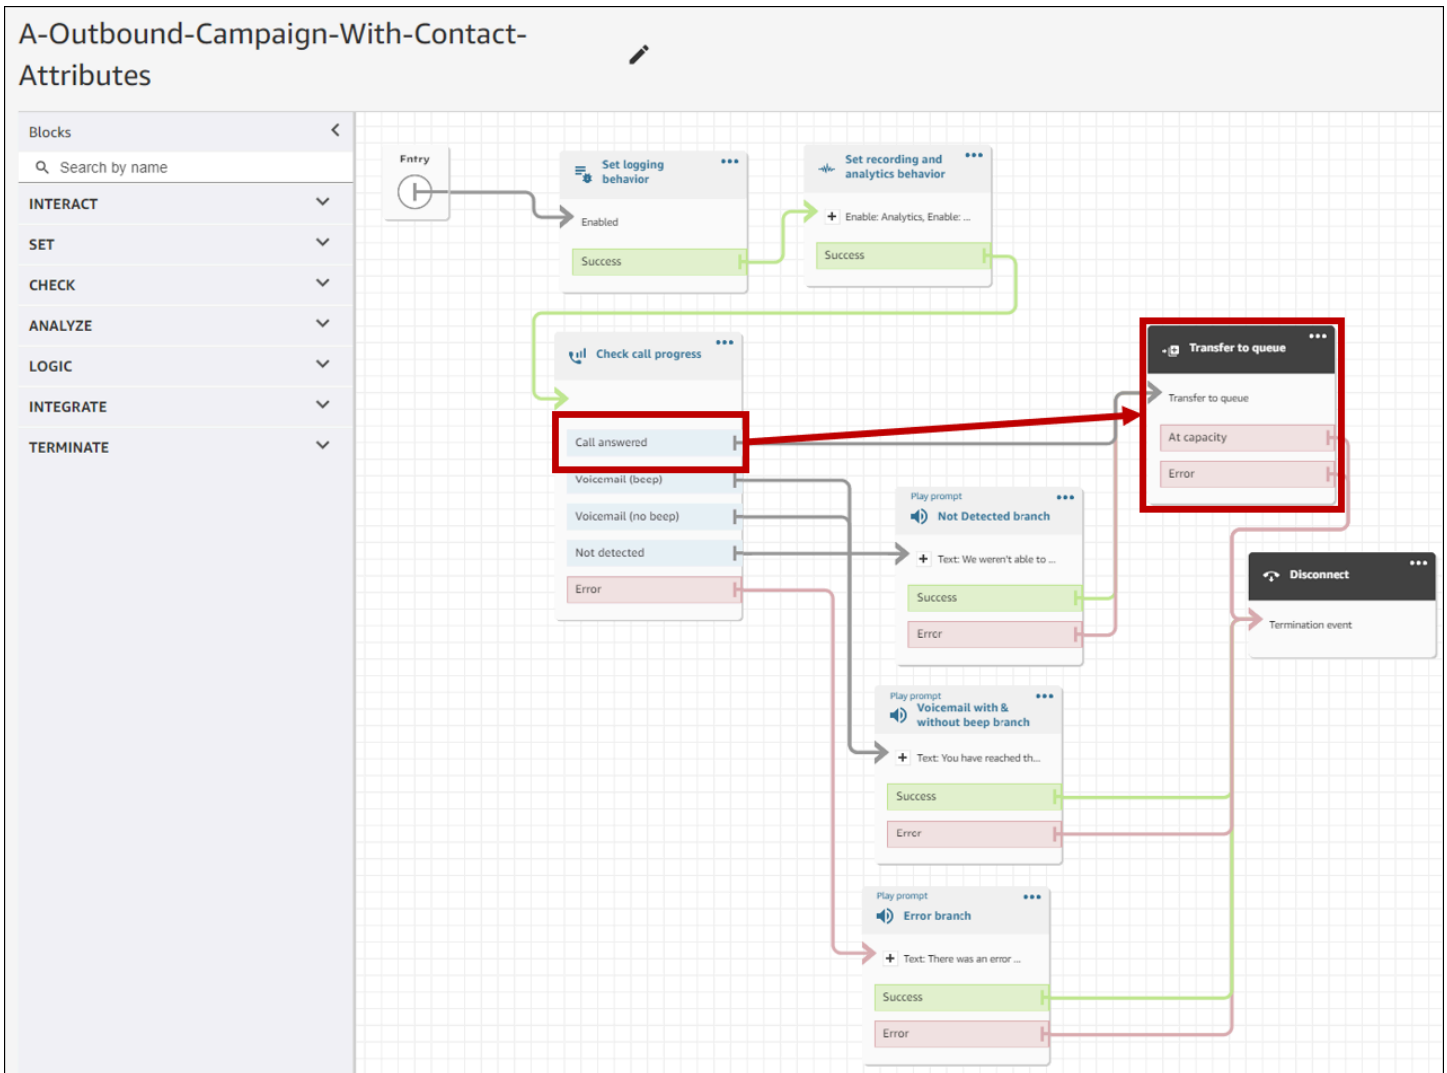 A-Outbound-Campaign-With-Contact-
Attributes
Blocks
Search by name
INTERACT
SET
CHECK
ANALYZE
LOGIC
INTEGRATE
TERMINATE
Entry
Set logging
behavior
Enabled
Success
Set recording and
analytics behavior
Enable: Analytics, Enable: ...
Success
Check call progress
Call answered
Voicemail (beep)
Voicemail (no beep)
Not detected
Error
Transfer to queue
Transfer to queue
At capacity
Error
Play prompt
Not Detected branch
Text: We weren't able to ...
Success
Error
Disconnect
Termination event
Play prompt
Voicemail with &
without beep branch
Text: You have reached th...
Success
Error
Play prompt
Error branch
Text: There was an error ...
Success
Error